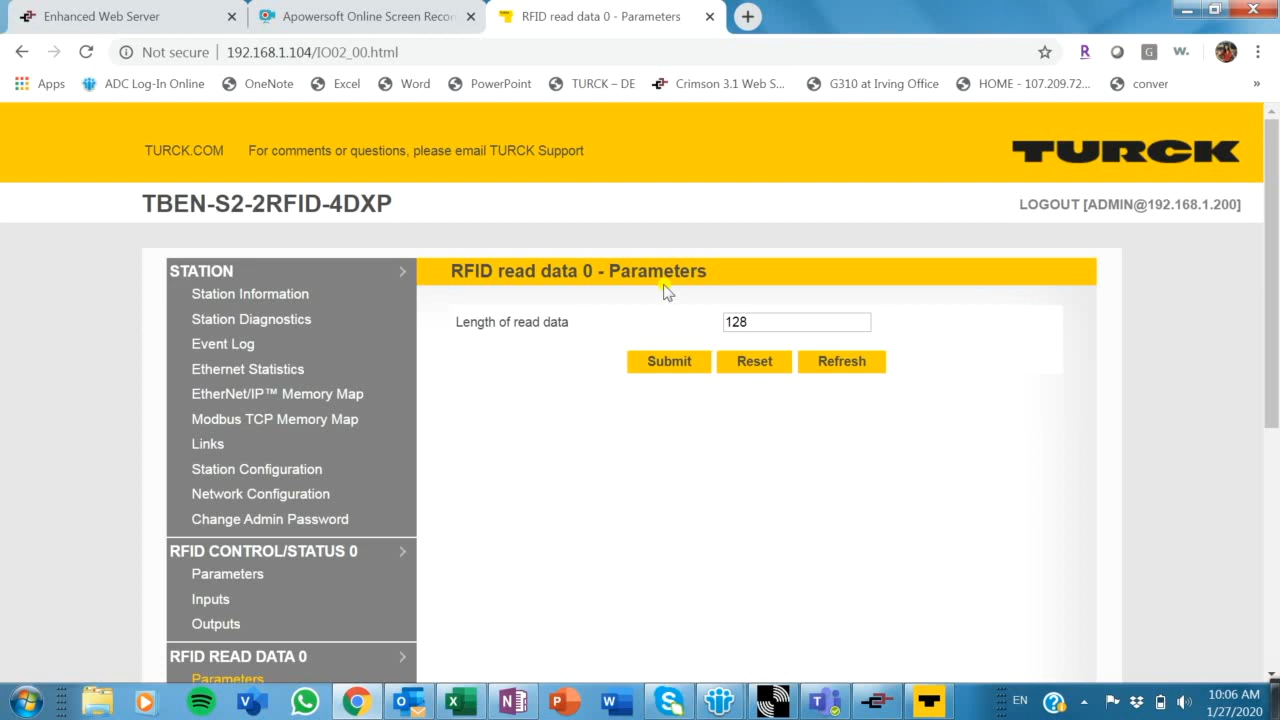 Enhanced Web Server
Apowersoft Online Screen Recor
RFID read data 0 - Parameters
Not secure
192.168.1.104/IO02_00.html
R
G
w.
Apps
ADC Log-In Online
OneNote
Excel
Word
PowerPoint
TURCK – DE
Crimson 3.1 Web S...
G310 at Irving Office
HOME - 107.209.72...
conver
»
TURCK.COM
For comments or questions, please email TURCK Support
TURCK
TBEN-S2-2RFID-4DXP
LOGOUT [ADMIN@192.168.1.200]
STATION
Station Information
Station Diagnostics
Event Log
Ethernet Statistics
EtherNet/IP™ Memory Map
Modbus TCP Memory Map
Links
Station Configuration
Network Configuration
Change Admin Password
RFID CONTROL/STATUS 0
Parameters
Inputs
Outputs
RFID READ DATA 0
Parameters
RFID read data 0 - Parameters
Length of read data
128
Submit
Reset
Refresh
EN
10:06 AM
1/27/2020